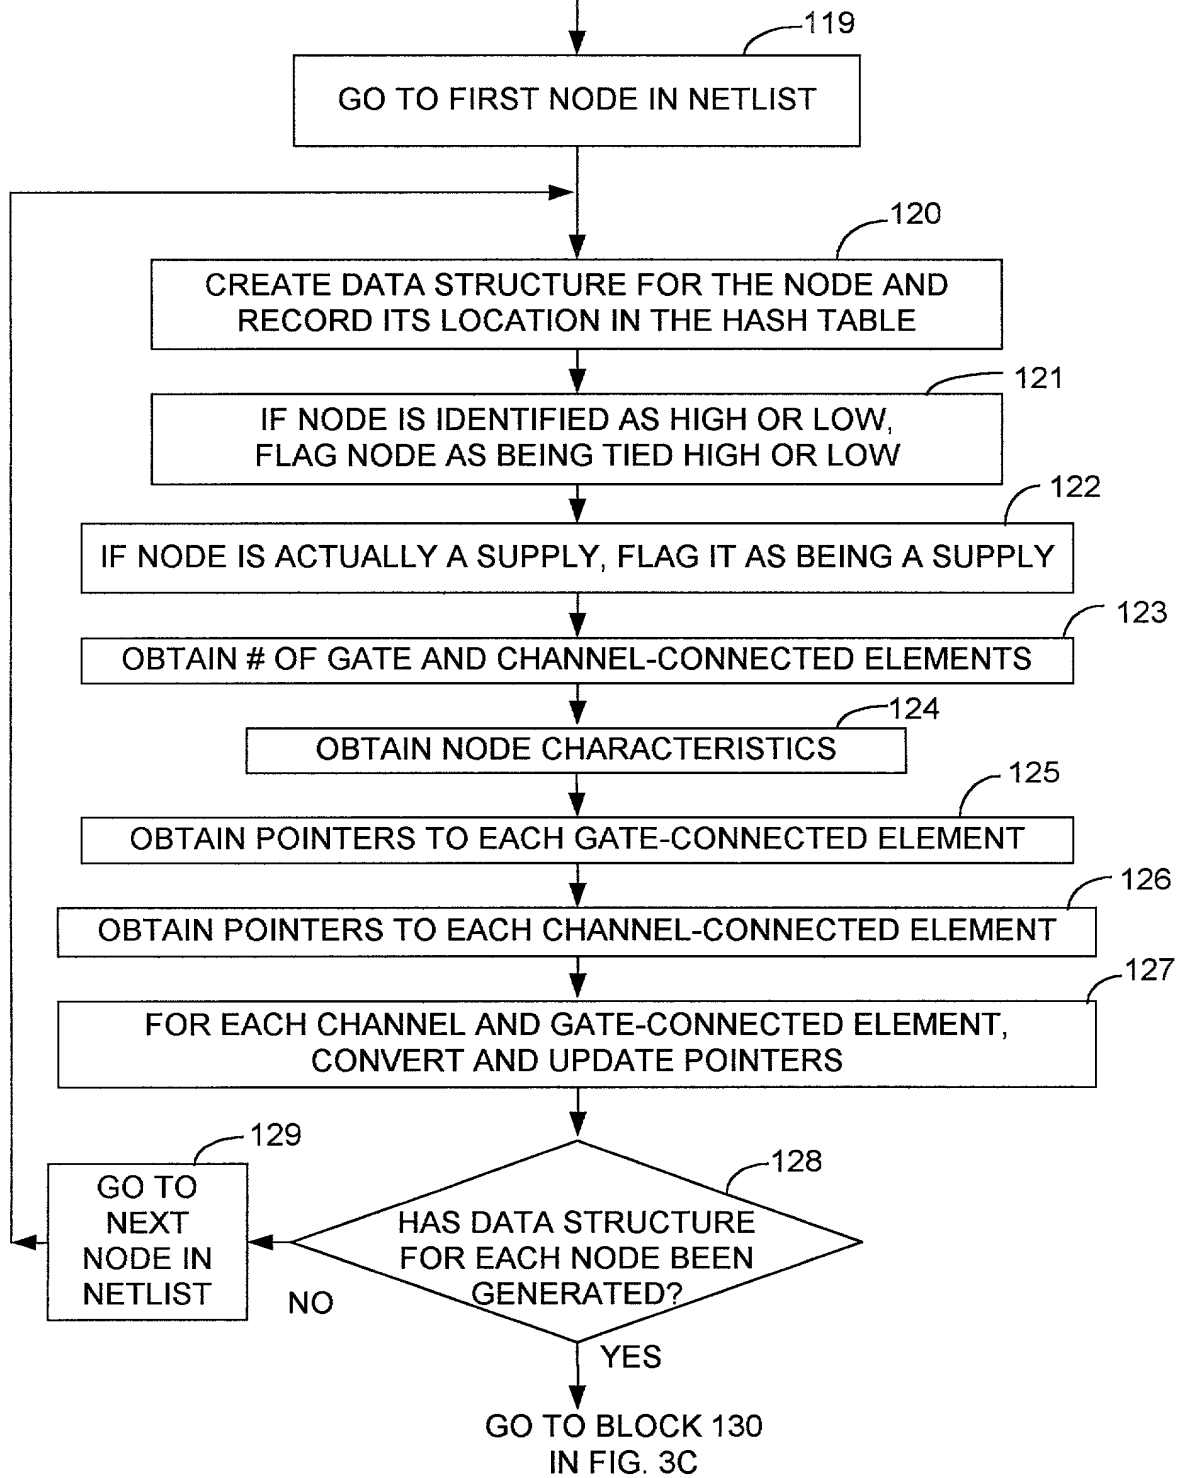 119
GO TO FIRST NODE IN NETLIST
120
CREATE DATA STRUCTURE FOR THE NODE AND
RECORD ITS LOCATION IN THE HASH TABLE
121
IF NODE IS IDENTIFIED AS HIGH OR LOW,
FLAG NODE AS BEING TIED HIGH OR LOW
122
IF NODE IS ACTUALLY A SUPPLY, FLAG IT AS BEING A SUPPLY
123
OBTAIN # OF GATE AND CHANNEL-CONNECTED ELEMENTS
124
OBTAIN NODE CHARACTERISTICS
125
OBTAIN POINTERS TO EACH GATE-CONNECTED ELEMENT
126
OBTAIN POINTERS TO EACH CHANNEL-CONNECTED ELEMENT
127
FOR EACH CHANNEL AND GATE-CONNECTED ELEMENT,
CONVERT AND UPDATE POINTERS
128
HAS DATA STRUCTURE
FOR EACH NODE BEEN
GENERATED?
129
GO TO
NEXT
NODE IN
NETLIST
NO
YES
GO TO BLOCK 130
IN FIG. 3C